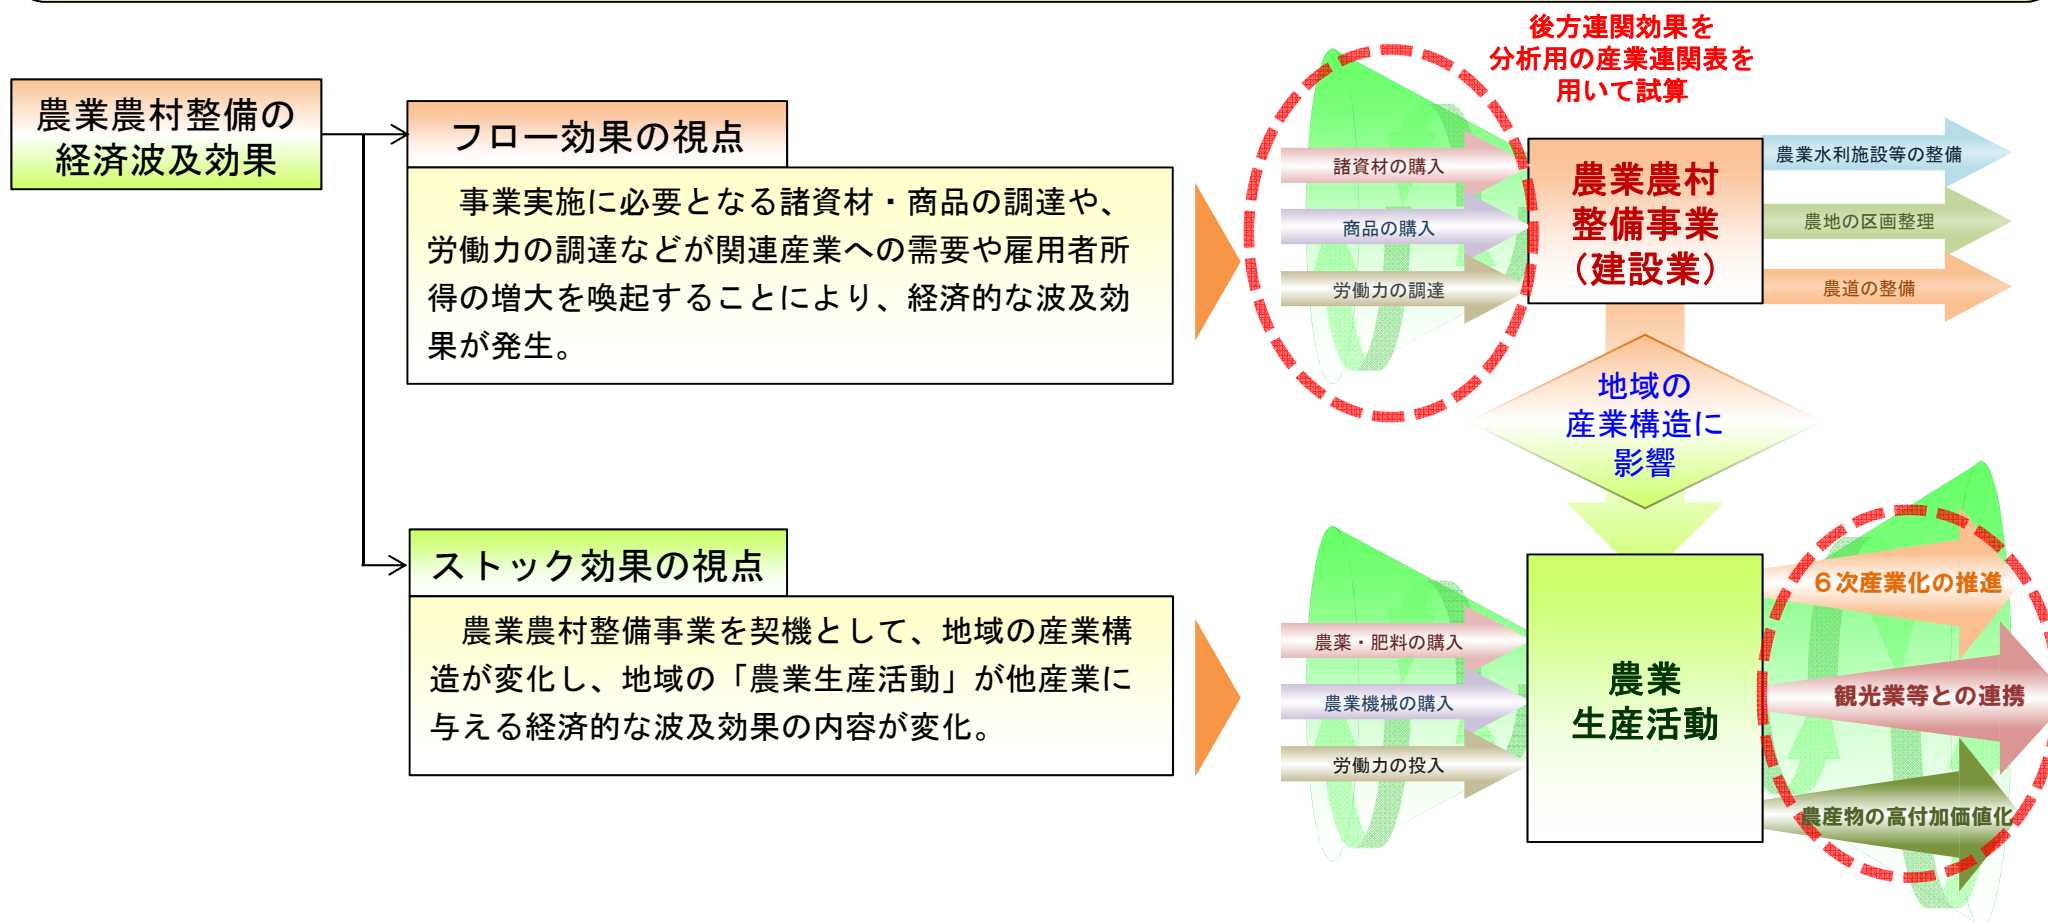 後方連関効果を
分析用の産業連関表を
用いて試算
農業農村整備の
経済波及効果
フロー効果の視点
事業実施に必要となる諸資材・商品の調達や、
労働力の調達などが関連産業への需要や雇用者所
得の増大を喚起することにより、経済的な波及効
果が発生。
諸資材の購入
商品の購入
労働力の調達
農業農村
整備事業
（建設業）
農業水利施設等の整備
農地の区画整理
農道の整備
地域の
産業構造に
影響
ストック効果の視点
農業農村整備事業を契機として、地域の産業構
造が変化し、地域の「農業生産活動」が他産業に
与える経済的な波及効果の内容が変化。
農薬・肥料の購入
農業機械の購入
労働力の投入
農業
生産活動
６次産業化の推進
観光業等との連携
農産物の高付加価値化